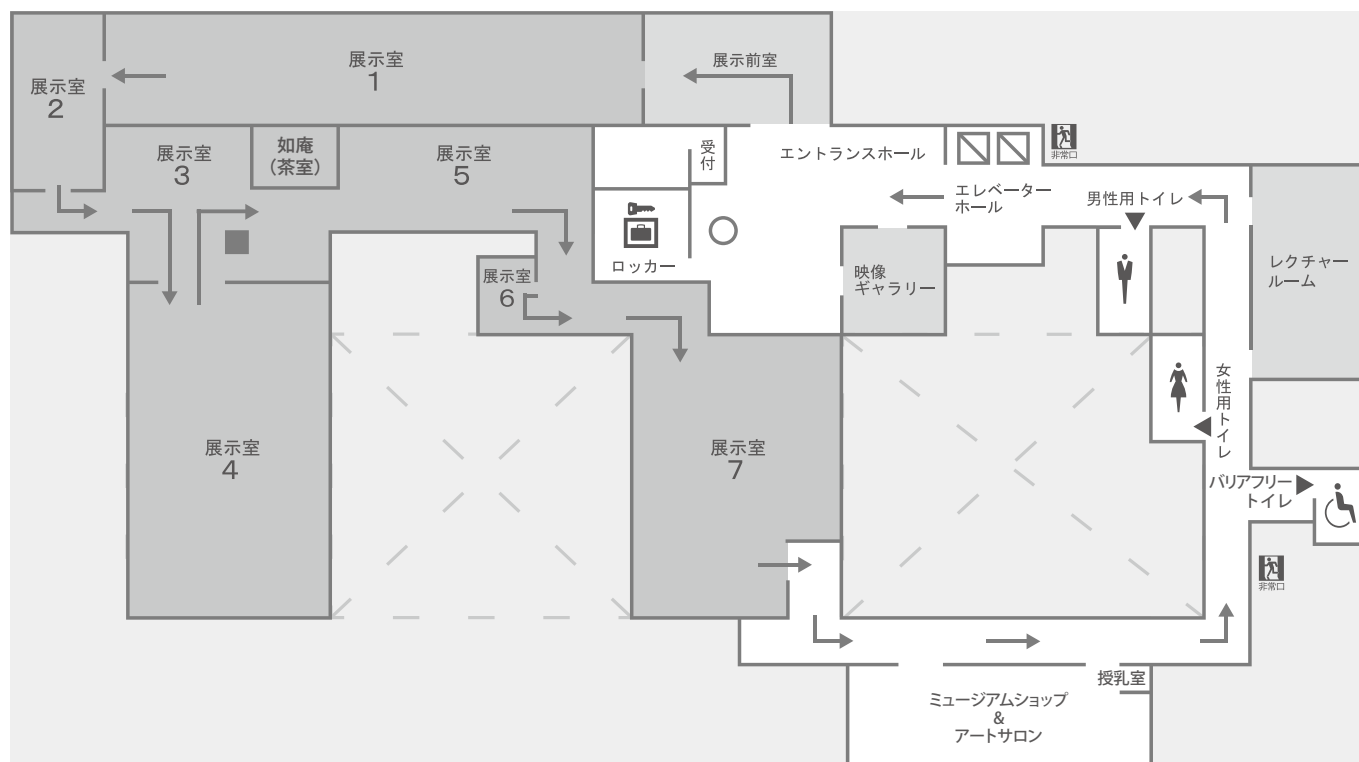 展示室
1
展示前室
展示室
2
如庵
（茶室）
展示室
3
展示室
5
受付
エントランスホール
非常口
エレベーター
ホール
男性用トイレ
ロッカー
展示室
6
映像
ギャラリー
レクチャー
ルーム
女性用トイレ
展示室
4
展示室
7
バリアフリー
トイレ
非常口
授乳室
ミュージアムショップ
&
アートサロン